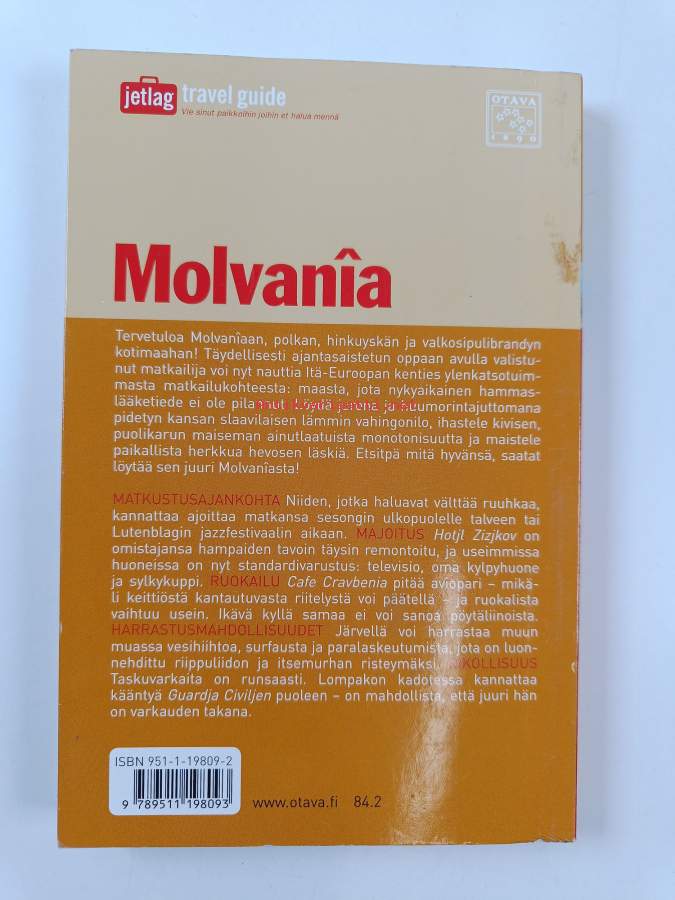 jetlag travel guide
Vie sinut paikkoihin joihin et halua mennä
OTAVA
1890
Molvanîa
Tervetuloa Molvanîaan, polkan, hinkuyskän ja valkosipulibrandyn
kotimaahan! Täydellisesti ajantasaistetun oppaan avulla valistu-
nut matkailija voi nyt nauttia Itä-Euroopan kenties ylenkatsotuim-
masta matkailukohteesta: maasta, jota nykyaikainen hammas-
lääketiede ei ole pilannut. Löydä jäyhänä ja huumorintajuttomana
pidetyn kansan slaavilaisen lämmin vahingonilo, ihastele kivisen,
puolikarun maiseman ainutlaatuista monotonisuutta ja maistele
paikallista herkkua hevosen läskiä. Etsitpä mitä hyvänsä, saatat
löytää sen juuri Molvanîasta!
MATKUSTUSAJANKOHTA Niiden, jotka haluavat välttää ruuhkaa,
kannattaa ajoittaa matkansa sesongin ulkopuolelle talveen tai
Lutenblagin jazzfestivaalin aikaan. MAJOITUS Hotjl Zizjkov on
omistajansa hampaiden tavoin täysin remontoitu, ja useimmissa
huoneissa on nyt standardivarustus: televisio, oma kylpyhuone
ja sylkykuppi. RUOKAILU Cafe Cravbenia pitää aviopari – mikä-
li keittiöstä kantautuvasta riitelystä voi päätellä – ja ruokalista
vaihtuu usein. Ikävä kyllä samaa ei voi sanoa pöytäliinoista.
HARRASTUSMAHDOLLISUUDET Järvellä voi harrastaa muun
muassa vesihiihtoa, surfausta ja paralaskeutumista, jota on luon-
nehdittu riippuliidon ja itsemurhan risteymäksi. RIKOLLISUUS
Taskuvarkaita on runsaasti. Lompakon kadotessa kannattaa
kääntyä Guardja Civiljen puoleen – on mahdollista, että juuri hän
on varkauden takana.
ISBN 951-1-19809-2
9 789511 198093
www.otava.fi 84.2